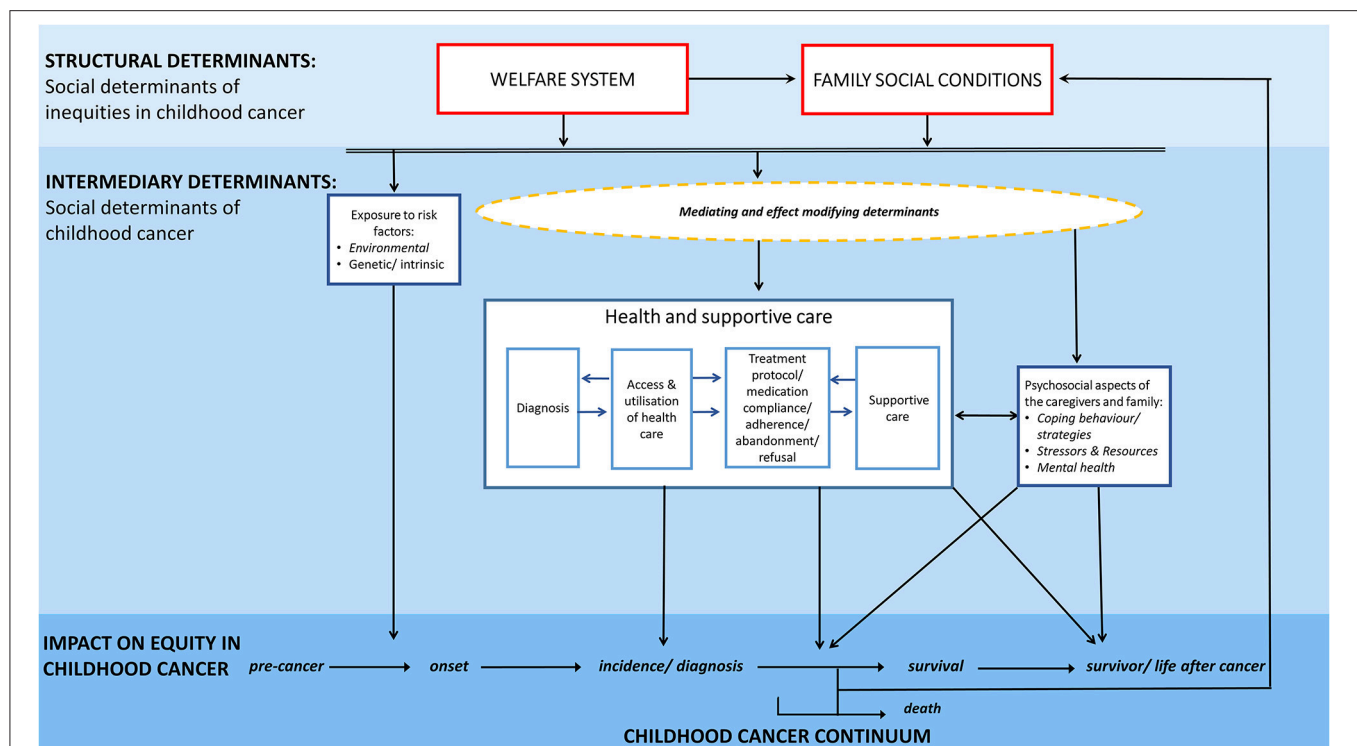 STRUCTURAL DETERMINANTS:
Social determinants of
inequities in childhood cancer
WELFARE SYSTEM
FAMILY SOCIAL CONDITIONS
INTERMEDIARY DETERMINANTS:
Social determinants of
childhood cancer
Exposure to risk
factors:
• Environmental
• Genetic/ intrinsic
Mediating and effect modifying determinants
Health and supportive care
Diagnosis
Access &
utilisation
of health
care
Treatment
protocol/
medication
compliance/
adherence/
abandonment/
refusal
Supportive
care
Psychosocial aspects of
the caregivers and family:
• Coping behaviour/
strategies
• Stressors & Resources
• Mental health
IMPACT ON EQUITY IN
CHILDHOOD CANCER
pre-cancer
onset
incidence/ diagnosis
survival
survivor/ life after cancer
death
CHILDHOOD CANCER CONTINUUM